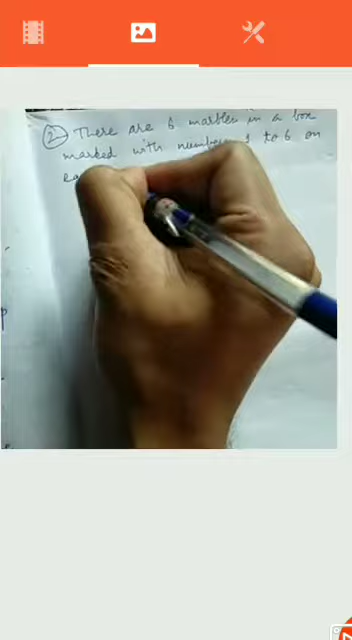 ② There are 6 marbles in a box
marked with numbers 1 to 6 on